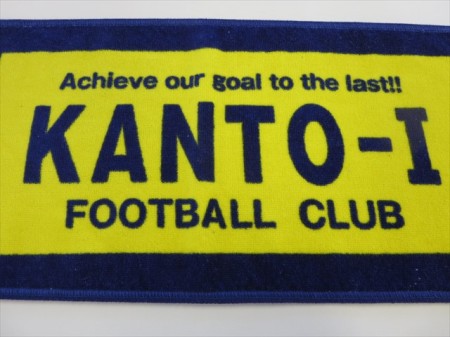 Achieve our goal to the last!!
KANTO-I
FOOTBALL CLUB